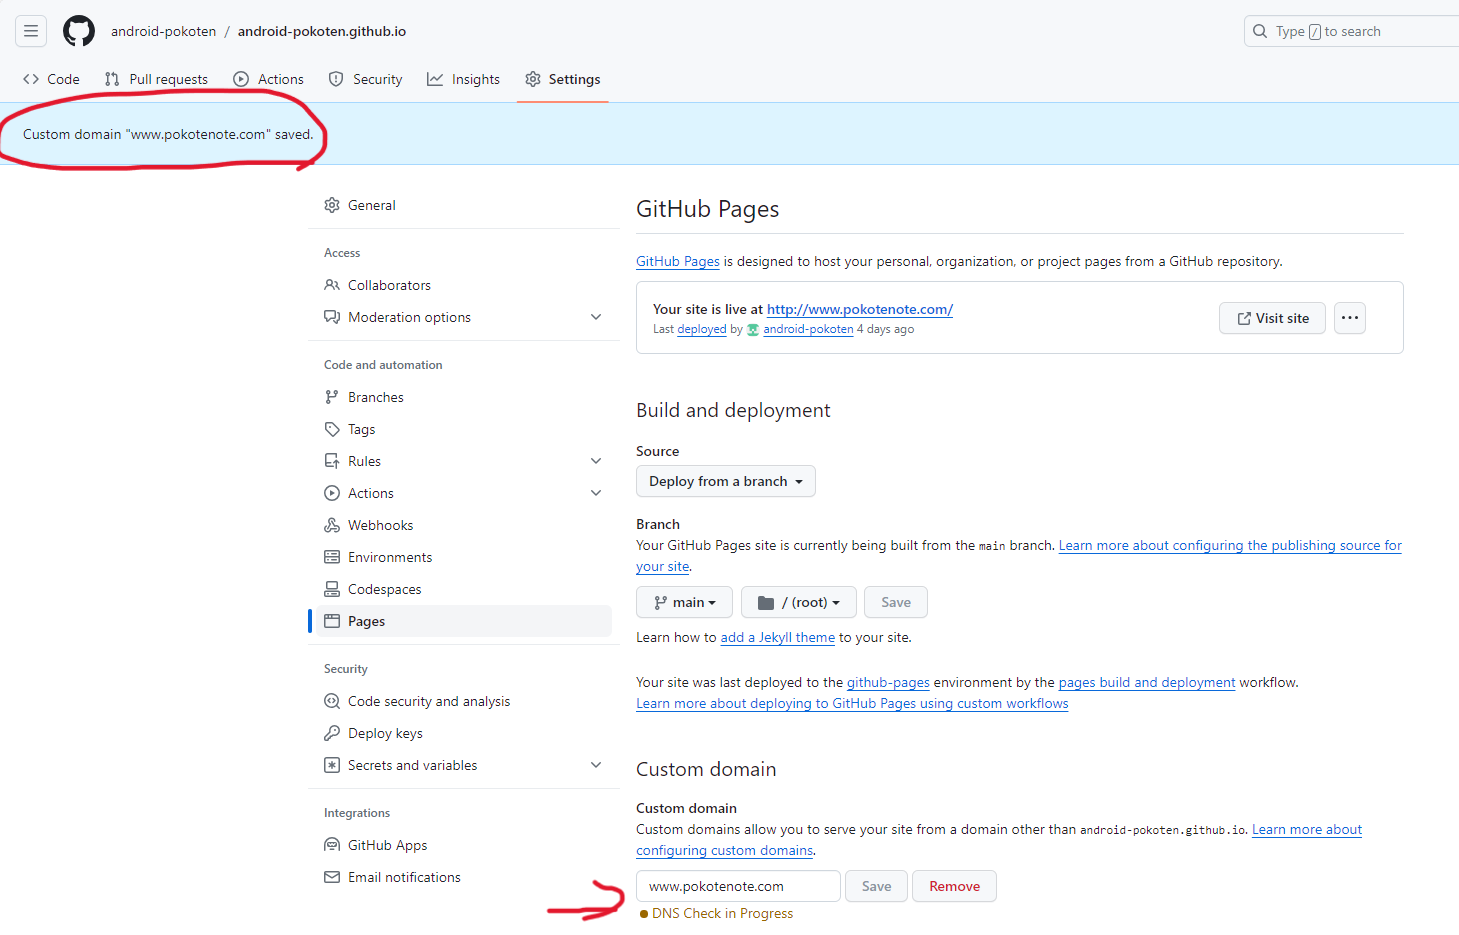 android-pokoten / android-pokoten.github.io
Type / to search
Code Pull requests Actions Security Insights Settings
Custom domain "www.pokotenote.com" saved.
General
Access
Collaborators
Moderation options
Code and automation
Branches
Tags
Rules
Actions
Webhooks
Environments
Codespaces
Pages
Security
Code security and analysis
Deploy keys
Secrets and variables
Integrations
GitHub Apps
Email notifications
GitHub Pages
GitHub Pages is designed to host your personal, organization, or project pages from a GitHub repository.
Your site is live at http://www.pokotenote.com/
Last deployed by android-pokoten 4 days ago
Visit site
Build and deployment
Source
Deploy from a branch
Branch
Your GitHub Pages site is currently being built from the main branch. Learn more about configuring the publishing source for
your site.
main / (root) Save
Learn how to add a Jekyll theme to your site.
Your site was last deployed to the github-pages environment by the pages build and deployment workflow.
Learn more about deploying to GitHub Pages using custom workflows
Custom domain
Custom domain
Custom domains allow you to serve your site from a domain other than android-pokoten.github.io. Learn more about
configuring custom domains.
www.pokotenote.com Save Remove
DNS Check in Progress